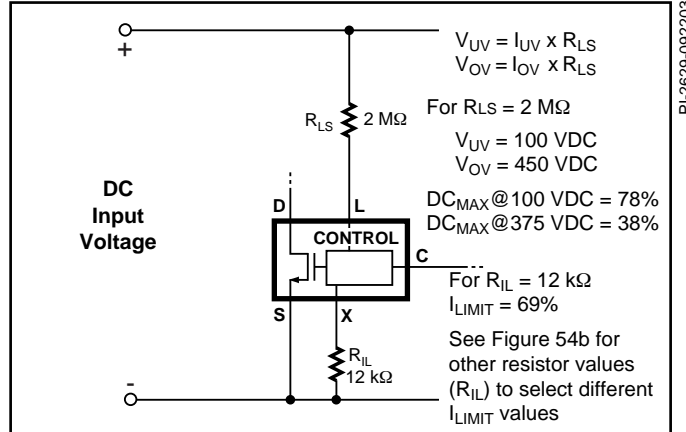 +
V_UV = I_UV x R_LS
V_OV = I_OV x R_LS
For RLS = 2 MΩ
V_UV = 100 VDC
V_OV = 450 VDC
DC_MAX@100 VDC = 78%
DC_MAX@375 VDC = 38%
For R_IL = 12 kΩ
I_LIMIT = 69%
See Figure 54b for
other resistor values
(R_IL) to select different
I_LIMIT values
R_LS
2 MΩ
DC
Input
Voltage
D
L
CONTROL
C
S
X
R_IL
12 kΩ
-
PI-2629-092203